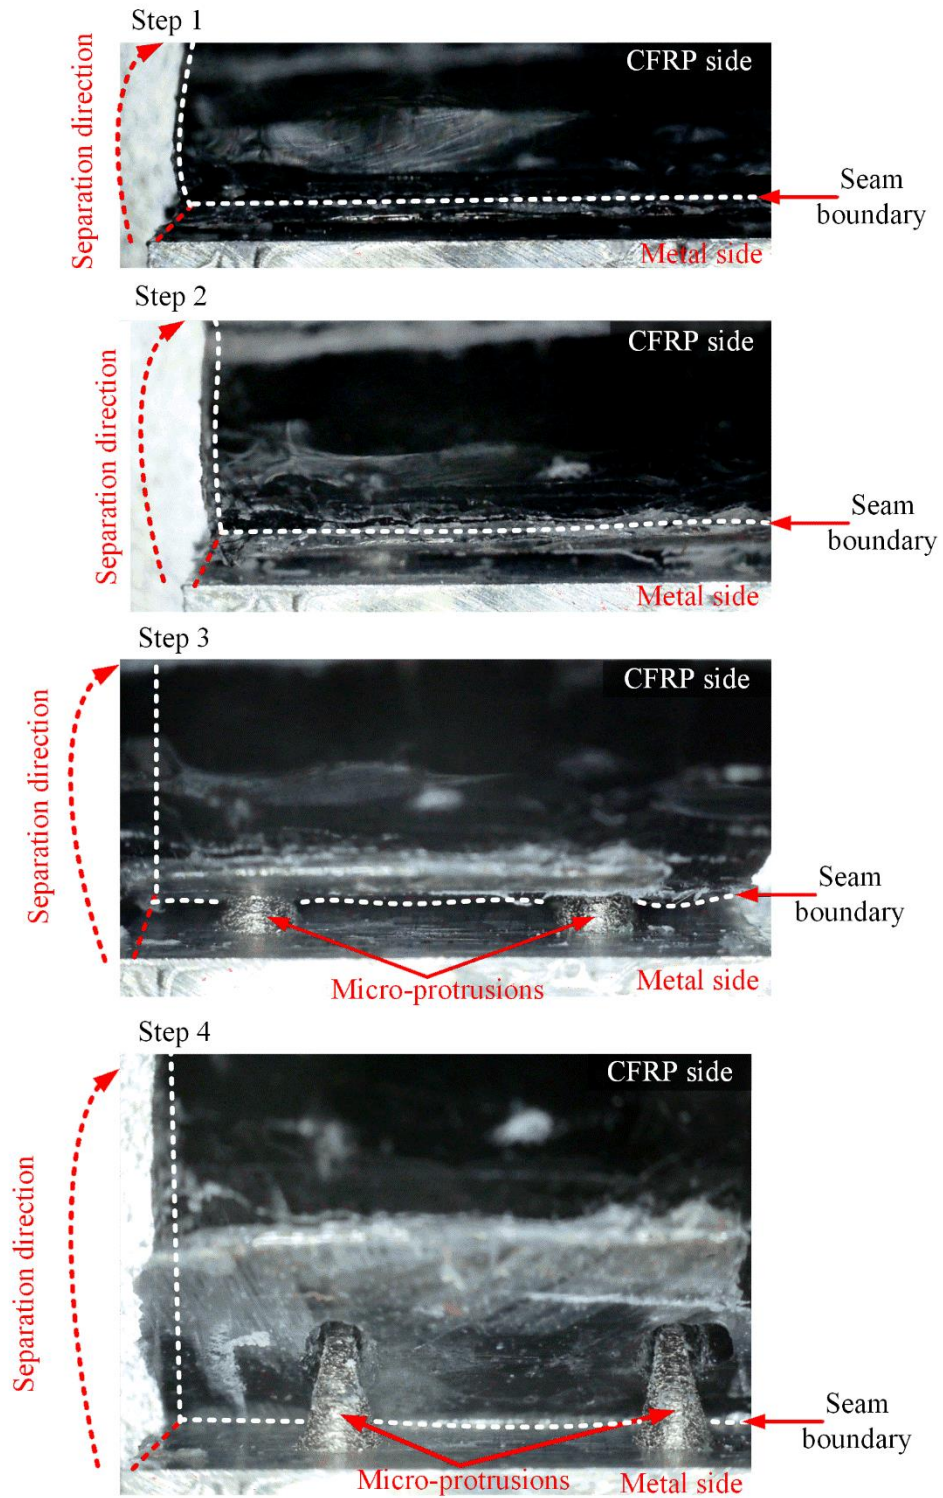 Step 1
CFRP side
Separation direction
Seam
boundary
Metal side
Step 2
CFRP side
Separation direction
Seam
boundary
Metal side
Step 3
CFRP side
Separation direction
Seam
boundary
Micro-protrusions
Metal side
Step 4
CFRP side
Separation direction
Seam
boundary
Micro-protrusions
Metal side